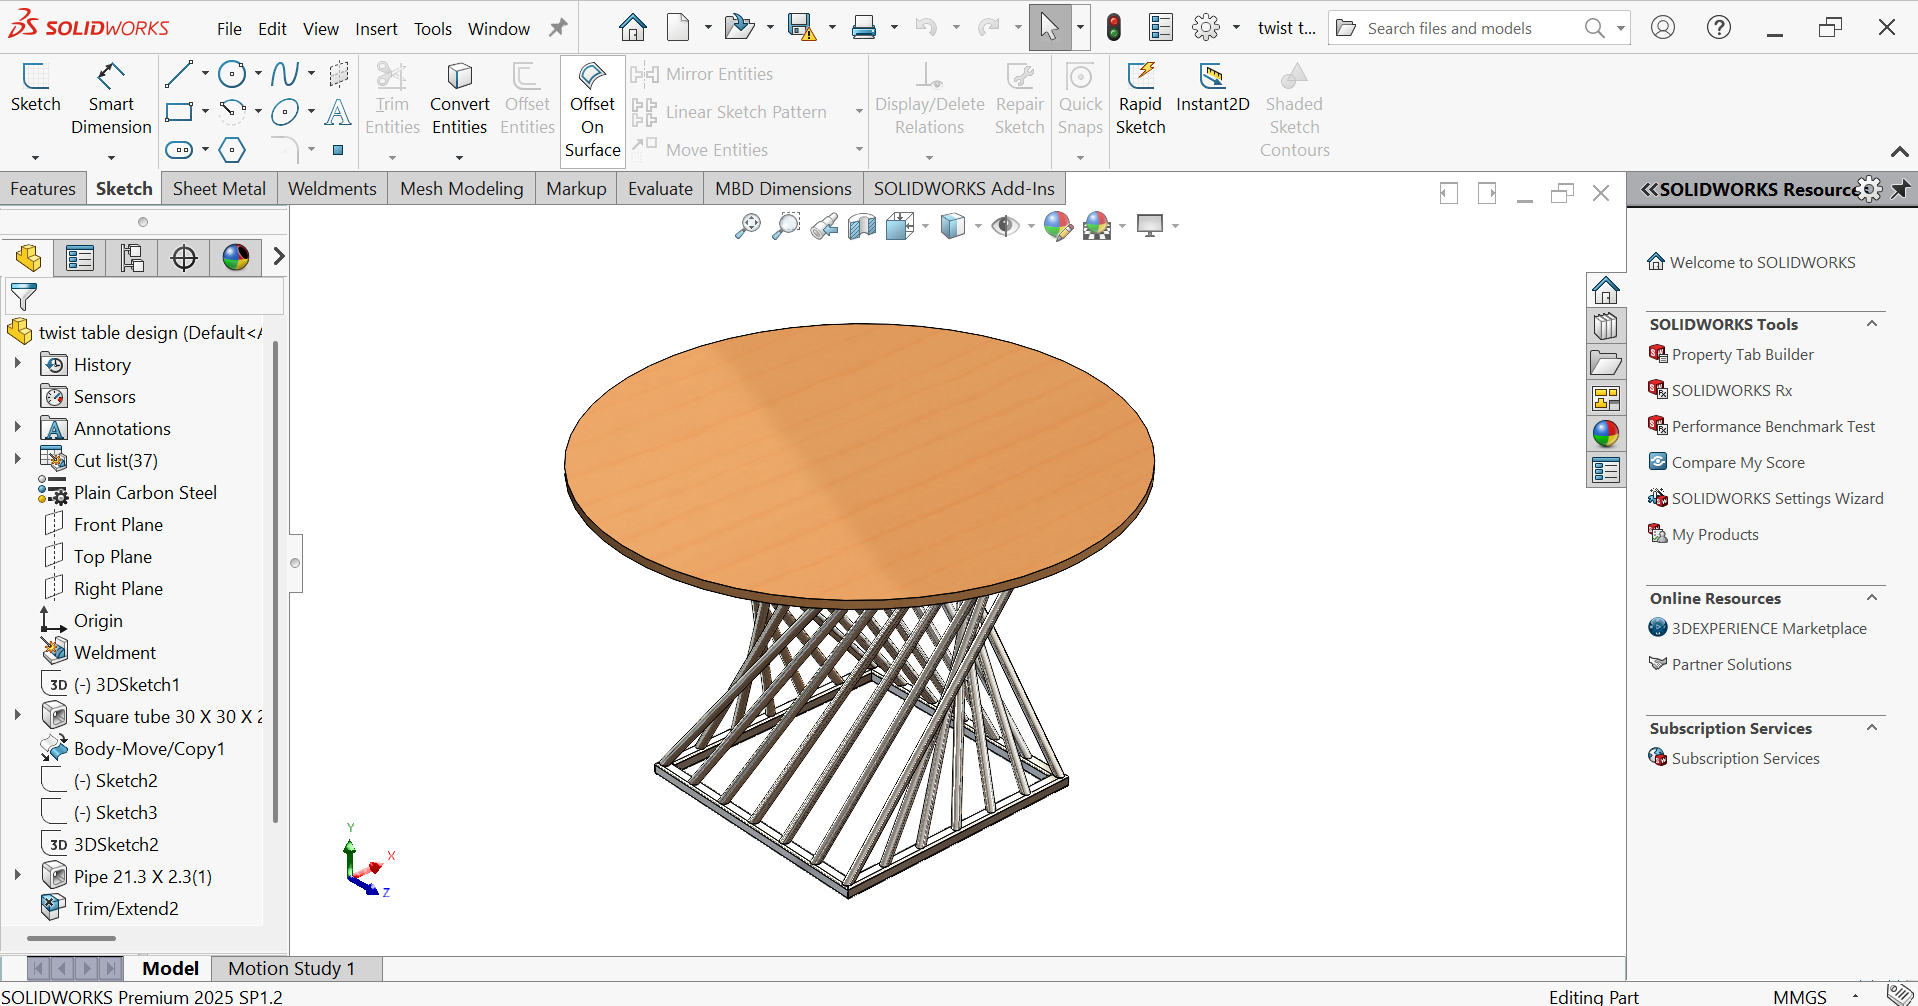 SOLIDWORKS File Edit View Insert Tools Window twist t... Search files and models
Sketch Smart Dimension Trim Entities Convert Entities Offset Entities Offset On Surface
Mirror Entities
Linear Sketch Pattern
Move Entities
Display/Delete Relations Repair Sketch Quick Snaps Rapid Sketch Instant2D Shaded Sketch Contours
Features Sketch Sheet Metal Weldments Mesh Modeling Markup Evaluate MBD Dimensions SOLIDWORKS Add-Ins
twist table design (Default<A
History
Sensors
Annotations
Cut list(37)
Plain Carbon Steel
Front Plane
Top Plane
Right Plane
Origin
Weldment
3D (-) 3DSketch1
Square tube 30 X 30 X 2
Body-Move/Copy1
(-) Sketch2
(-) Sketch3
3D 3DSketch2
Pipe 21.3 X 2.3(1)
Trim/Extend2
Y
X
Z
SOLIDWORKS Resource
Welcome to SOLIDWORKS
SOLIDWORKS Tools
Property Tab Builder
SOLIDWORKS Rx
Performance Benchmark Test
Compare My Score
SOLIDWORKS Settings Wizard
My Products
Online Resources
3DEXPERIENCE Marketplace
Partner Solutions
Subscription Services
Subscription Services
Model Motion Study 1
SOLIDWORKS Premium 2025 SP1.2 Editing Part MMGS